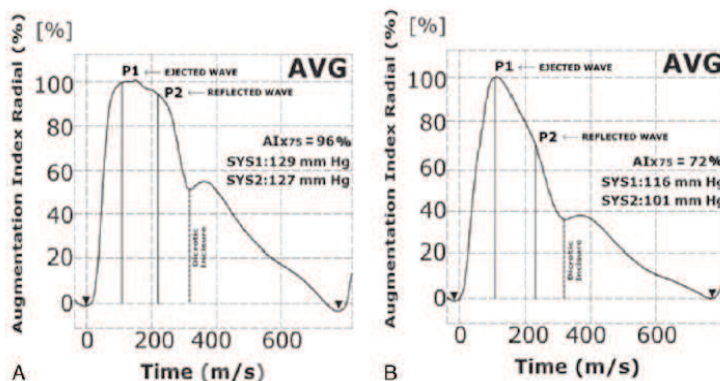 [%]
AVG
P1 ← EJECTED WAVE
P2 ← REFLECTED WAVE
AIx75 = 96%
SYS1:129 mm Hg
SYS2:127 mm Hg
Dicrotic
Incisure
Augmentation Index Radial (%)
100
80
60
40
20
0
0 200 400 600
Time (m/s)
A
[%]
AVG
P1 ← EJECTED WAVE
P2 ← REFLECTED WAVE
AIx75 = 72%
SYS1:116 mm Hg
SYS2:101 mm Hg
Dicrotic
Incisure
Augmentation Index Radial (%)
100
80
60
40
20
0
0 200 400 600
Time (m/s)
B